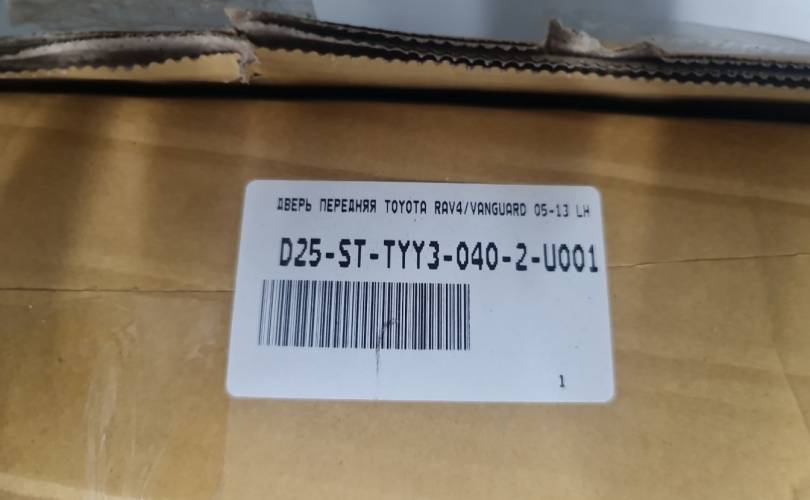 ДВЕРЬ ПЕРЕДНЯЯ TOYOTA RAV4/VANGUARD 05-13 LH
D25-ST-TYY3-040-2-U001
1